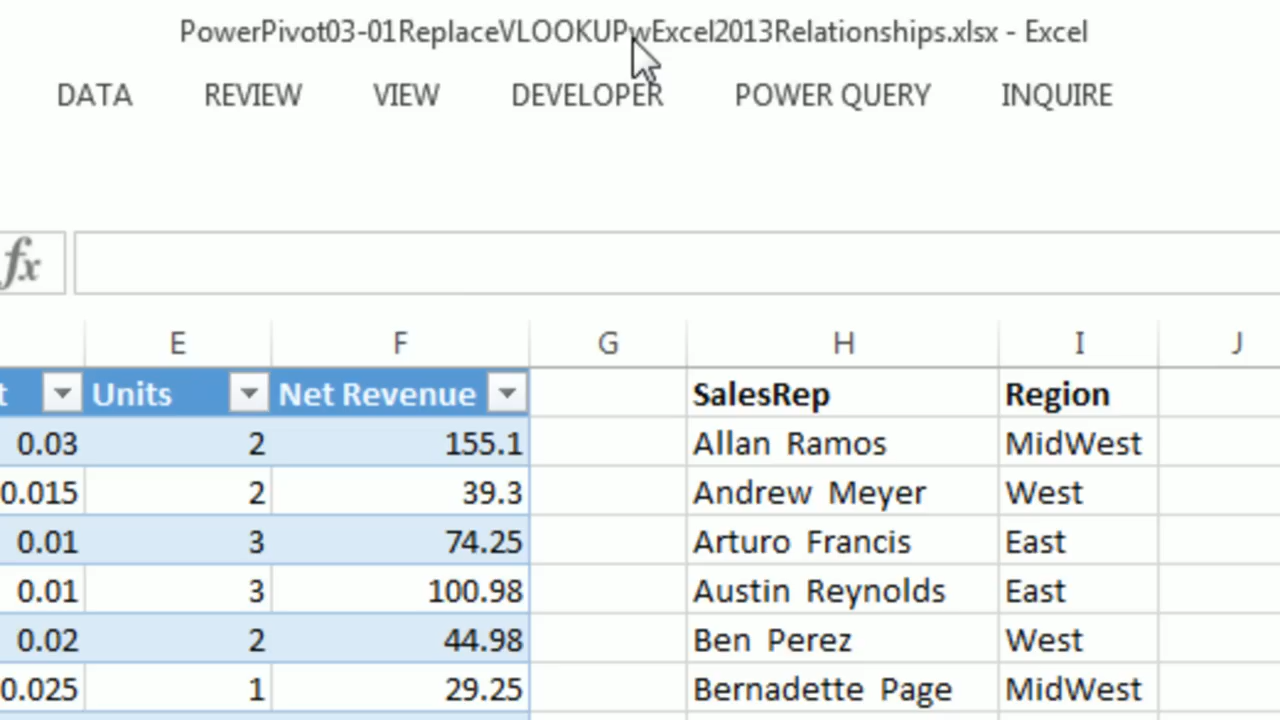 PowerPivot03-01ReplaceVLOOKUPwExcel2013Relationships.xlsx - Excel
DATA REVIEW VIEW DEVELOPER POWER QUERY INQUIRE
fx
E F G H I J
t Units Net Revenue SalesRep Region
0.03 2 155.1 Allan Ramos MidWest
0.015 2 39.3 Andrew Meyer West
0.01 3 74.25 Arturo Francis East
0.01 3 100.98 Austin Reynolds East
0.02 2 44.98 Ben Perez West
0.025 1 29.25 Bernadette Page MidWest